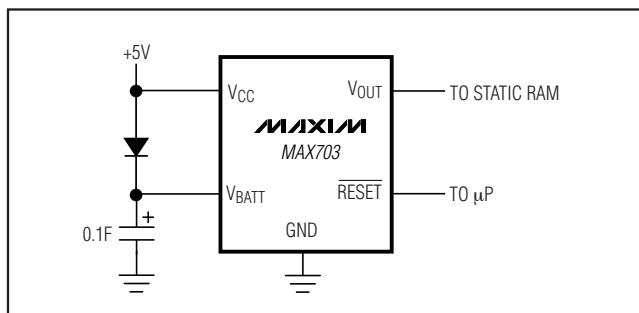 +5V
VCC
VOUT
TO STATIC RAM
MAXIM
MAX703
VBATT
RESET
TO μP
+
0.1F
GND